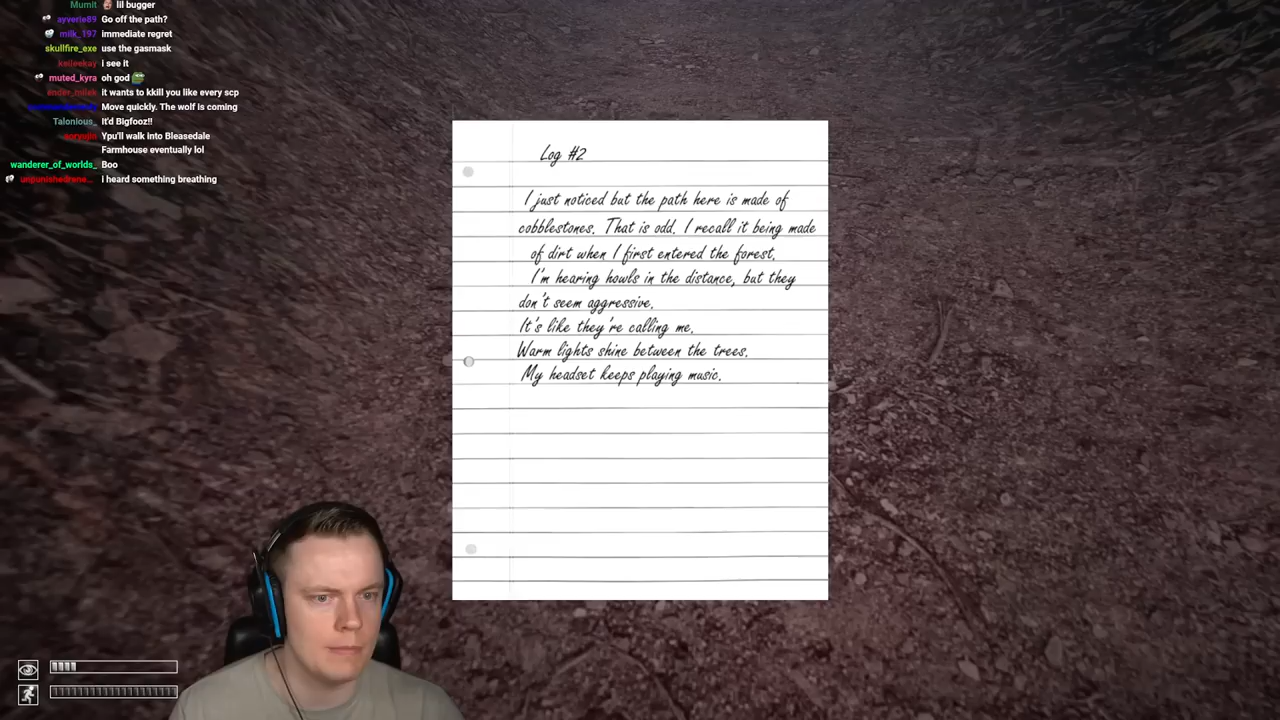 Mumit lil bugger
ayverie89 Go off the path?
milk_197 immediate regret
skullfire_exe use the gasmask
i see it
muted_kyra oh god
it wants to kkill you like every scp
Move quickly. The wolf is coming
Talonious_ It'd Bigfooz!!
Ypu'll walk into Bleasedale
Farmhouse eventually lol
wanderer_of_worlds_ Boo
i heard something breathing
Log #2
I just noticed but the path here is made of
cobblestones. That is odd. I recall it being made
of dirt when I first entered the forest.
I'm hearing howls in the distance, but they
don't seem aggressive.
It's like they're calling me.
Warm lights shine between the trees.
My headset keeps playing music.